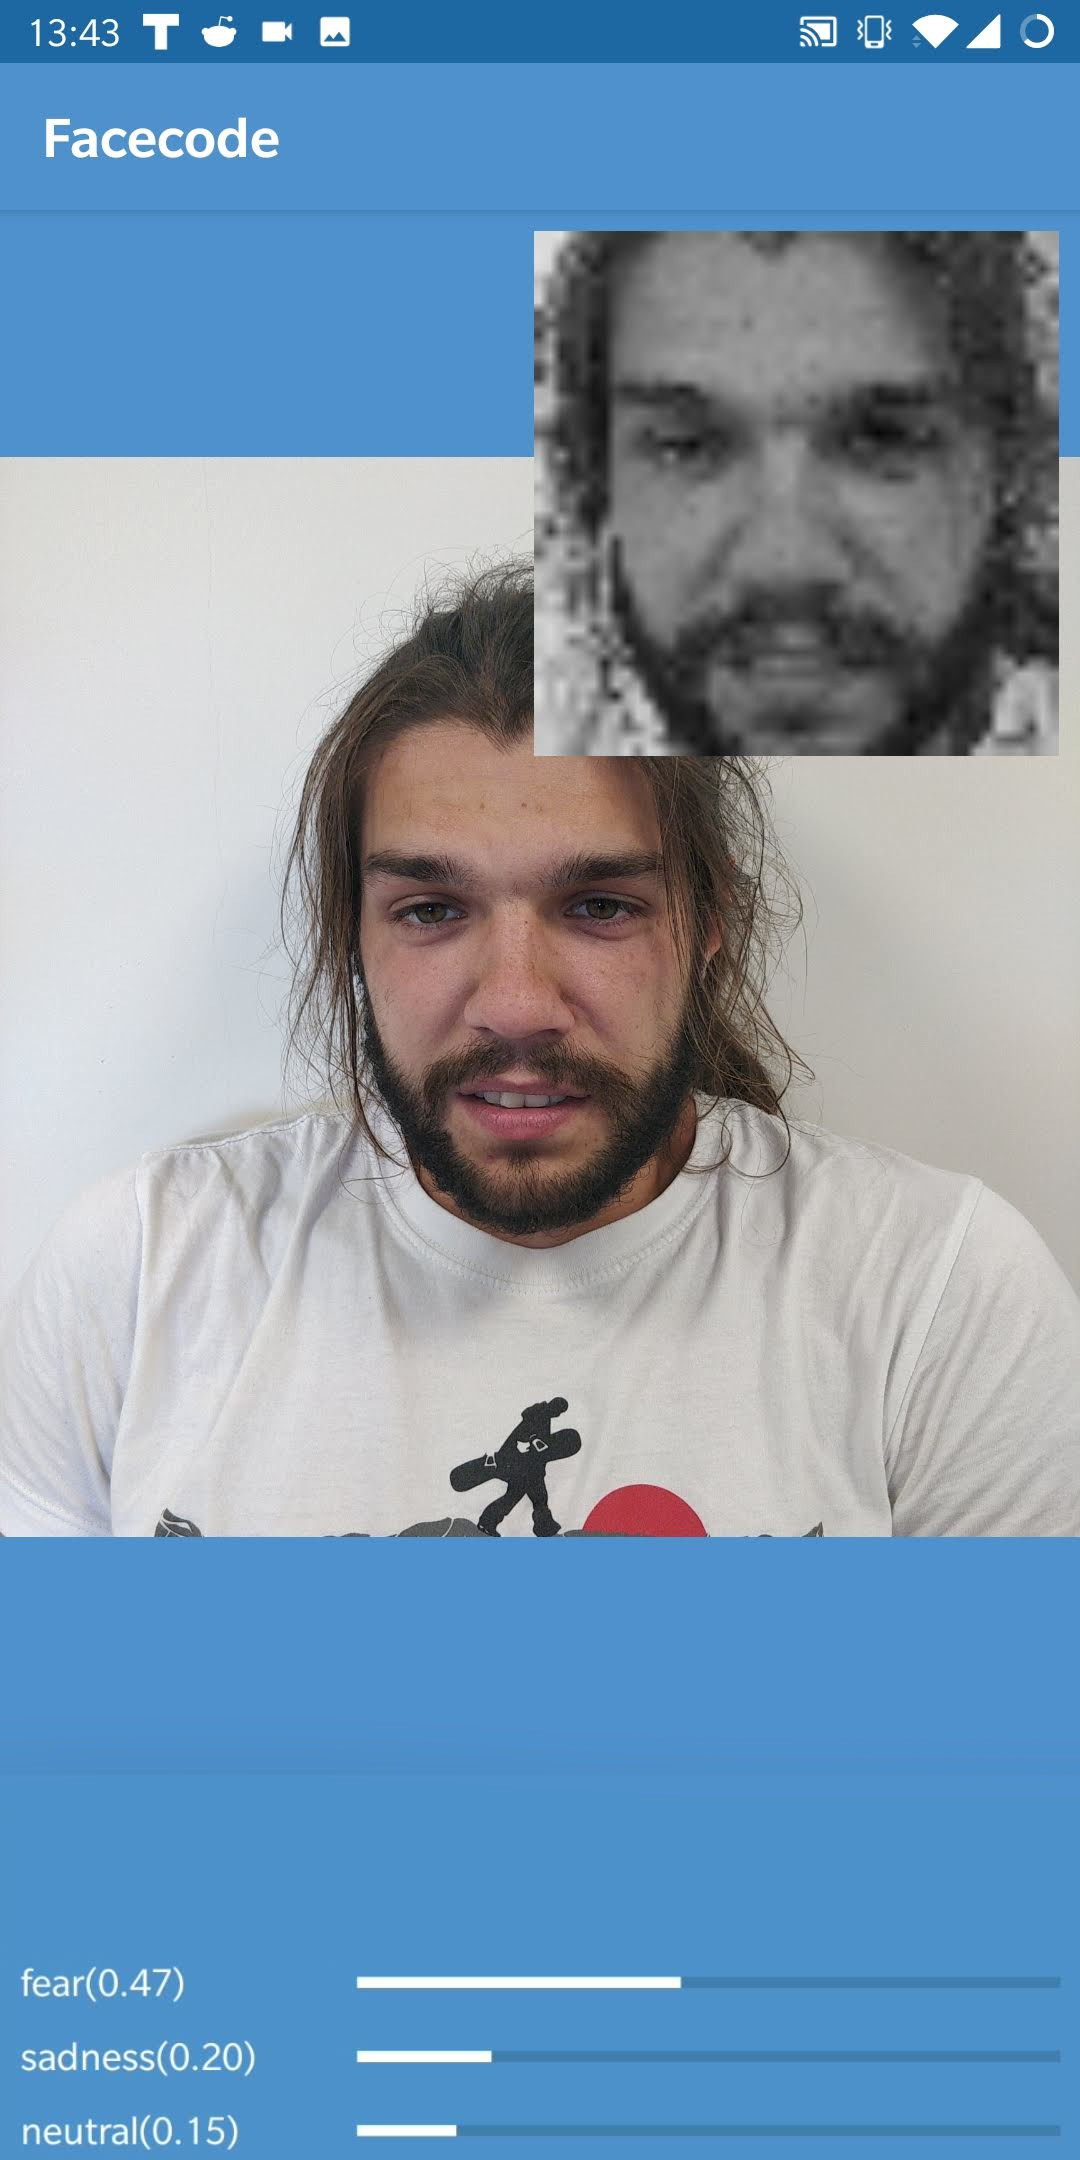 13:43
Facecode
fear(0.47)
sadness(0.20)
neutral(0.15)